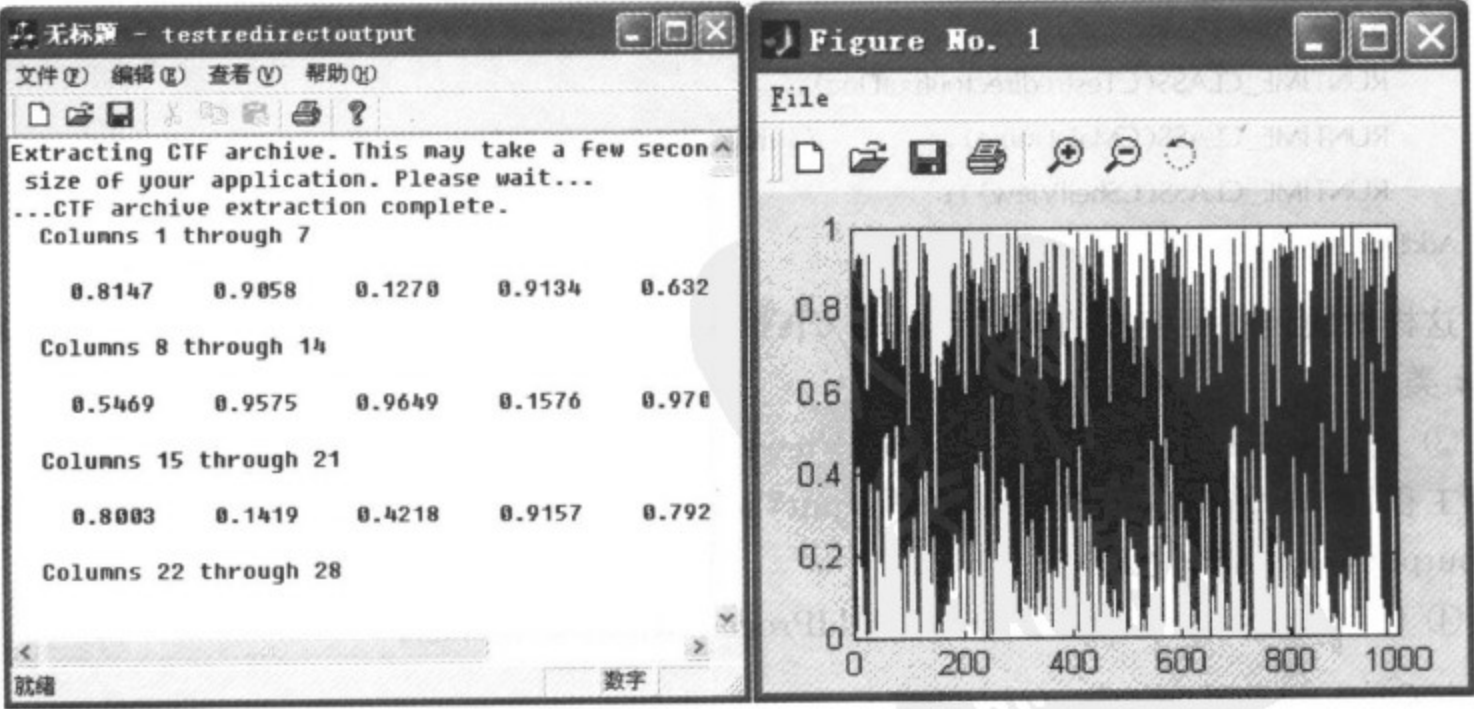 无标题 - testredirectoutput
文件(F) 编辑(E) 查看(V) 帮助(H)
Extracting CTF archive. This may take a few secon
size of your application. Please wait...
...CTF archive extraction complete.
Columns 1 through 7
0.8147 0.9058 0.1270 0.9134 0.632
Columns 8 through 14
0.5469 0.9575 0.9649 0.1576 0.970
Columns 15 through 21
0.8003 0.1419 0.4218 0.9157 0.792
Columns 22 through 28
就绪 数字
Figure No. 1
File
1
0.8
0.6
0.4
0.2
0
0 200 400 600 800 1000